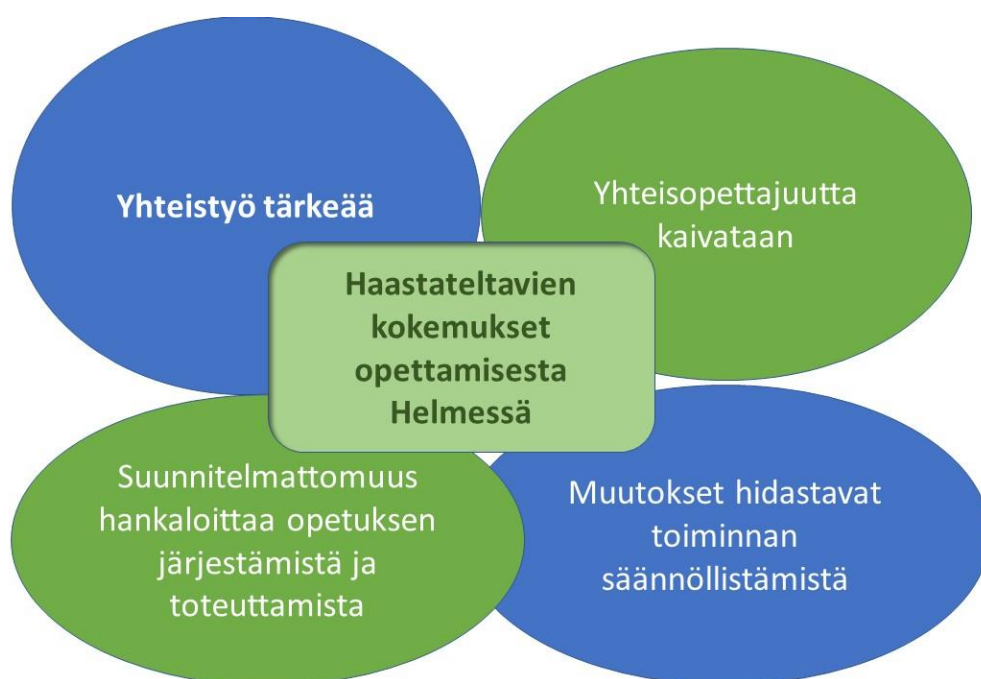 Yhteistyö tärkeää
Yhteisopettajuutta
kaivataan
Haastateltavien
kokemukset
opettamisesta
Helmessä
Suunnitelmattomuus
hankaloittaa opetuksen
järjestämistä ja
toteuttamista
Muutokset hidastavat
toiminnan
säännöllistämistä